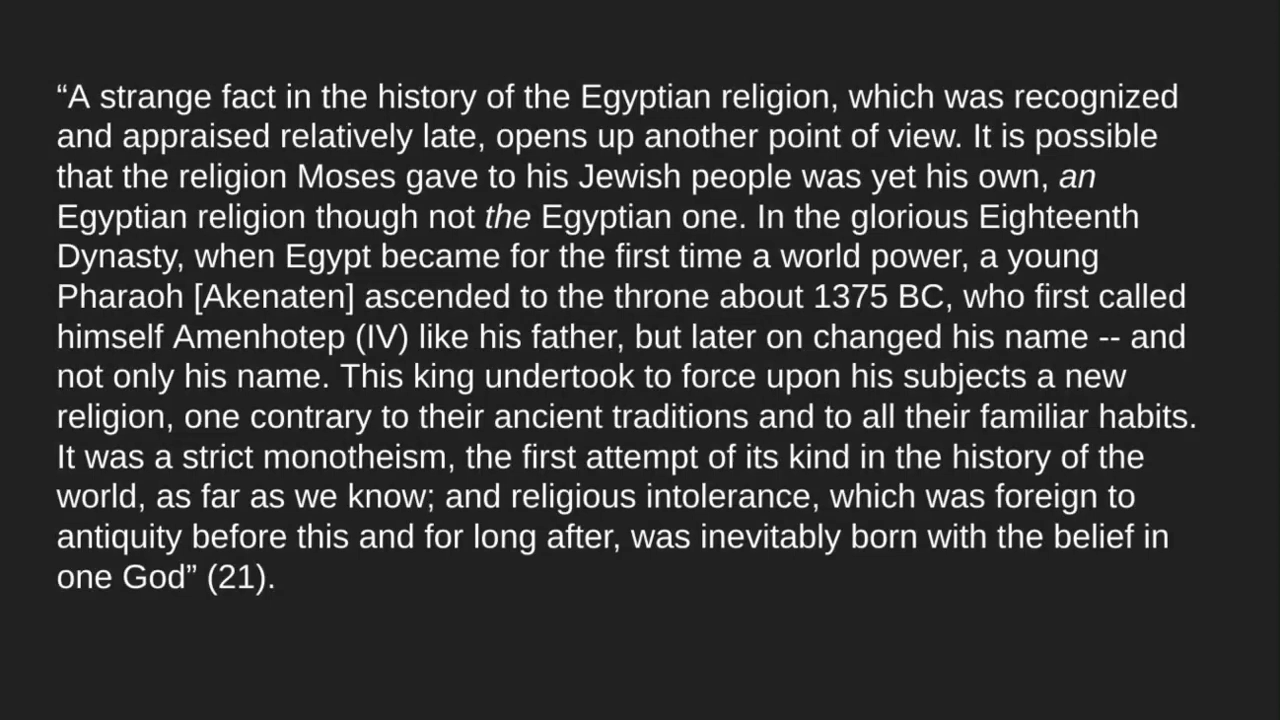 “A strange fact in the history of the Egyptian religion, which was recognized
and appraised relatively late, opens up another point of view. It is possible
that the religion Moses gave to his Jewish people was yet his own, an
Egyptian religion though not the Egyptian one. In the glorious Eighteenth
Dynasty, when Egypt became for the first time a world power, a young
Pharaoh [Akenaten] ascended to the throne about 1375 BC, who first called
himself Amenhotep (IV) like his father, but later on changed his name -- and
not only his name. This king undertook to force upon his subjects a new
religion, one contrary to their ancient traditions and to all their familiar habits.
It was a strict monotheism, the first attempt of its kind in the history of the
world, as far as we know; and religious intolerance, which was foreign to
antiquity before this and for long after, was inevitably born with the belief in
one God” (21).